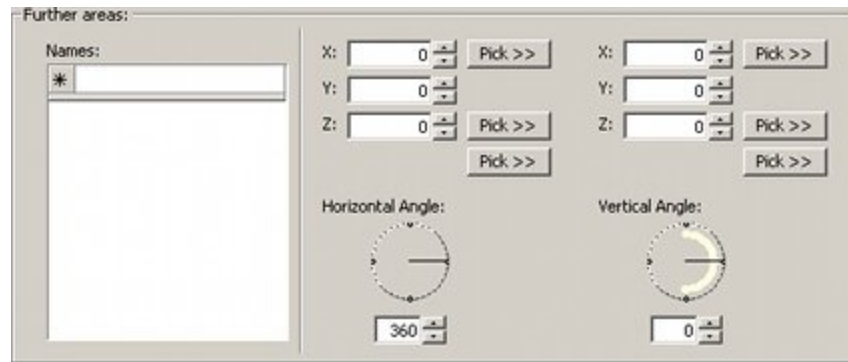 Further areas:
Names:
*
X: 0 Pick >> X: 0 Pick >>
Y: 0 Y: 0
Z: 0 Pick >> Z: 0 Pick >>
Pick >> Pick >>
Horizontal Angle: Vertical Angle:
360 0